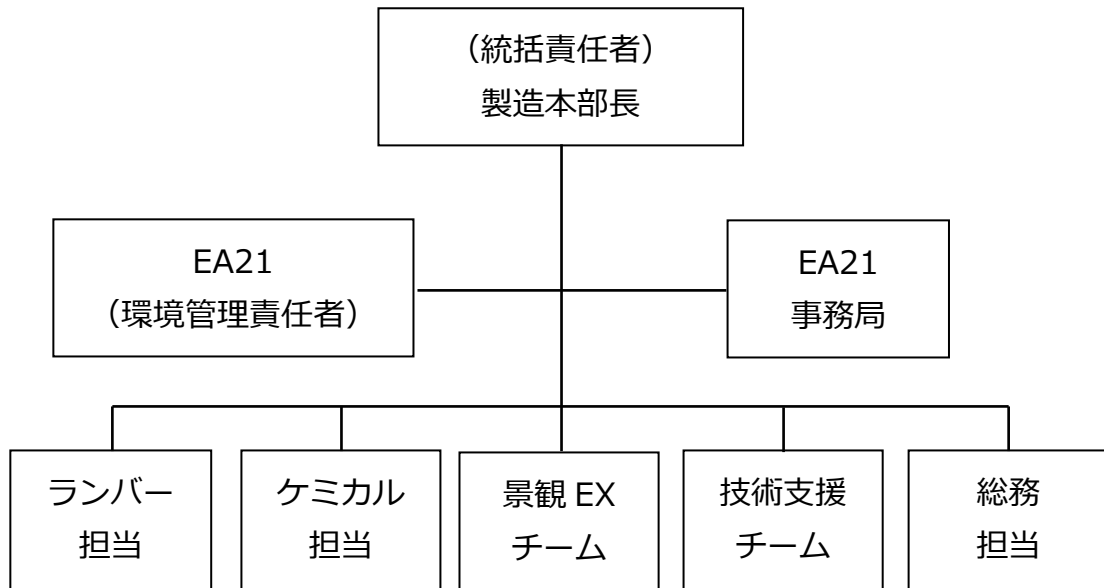 （統括責任者）
製造本部長
EA21
（環境管理責任者）
EA21
事務局
ランバー
担当
ケミカル
担当
景観 EX
チーム
技術支援
チーム
総務
担当